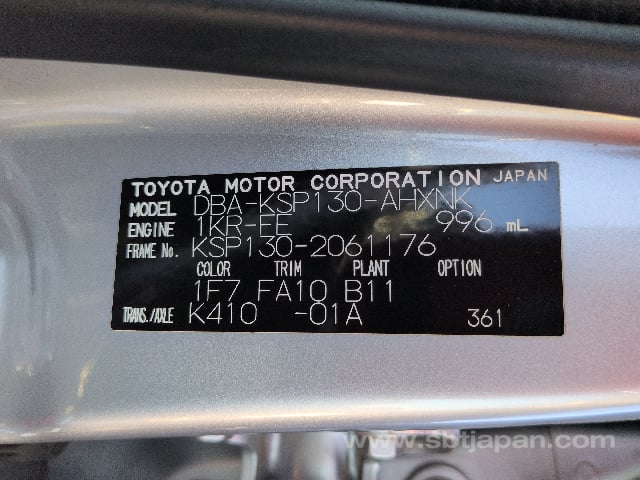 TOYOTA MOTOR CORPORATION JAPAN
MODEL DBA-KSP130-AHXNK
ENGINE 1KR-FE 996 mL
FRAME No. KSP130-2061176
COLOR TRIM PLANT OPTION
1F7 FA10 B11
TRANS./AXLE K410 -01A 361
www.sbtjapan.com